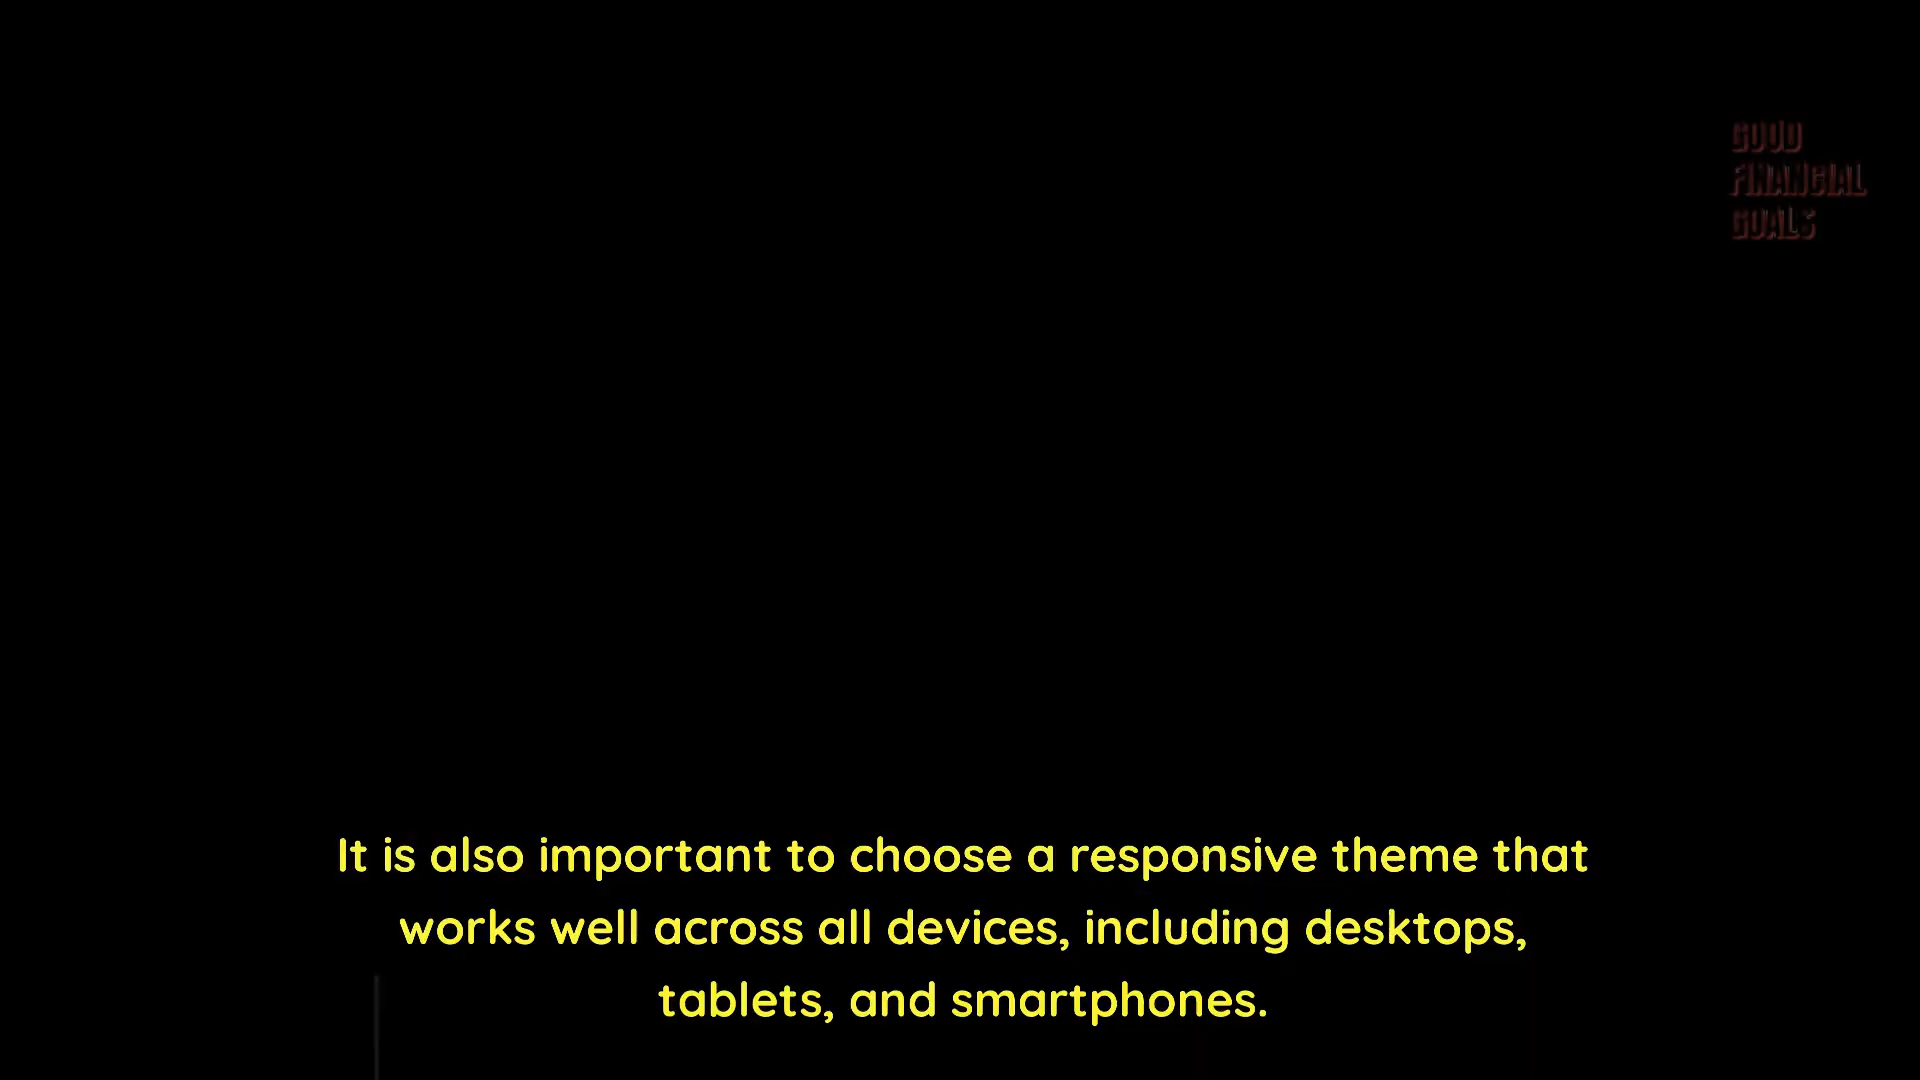 GOOD
FINANCIAL
GOALS
It is also important to choose a responsive theme that
works well across all devices, including desktops,
tablets, and smartphones.